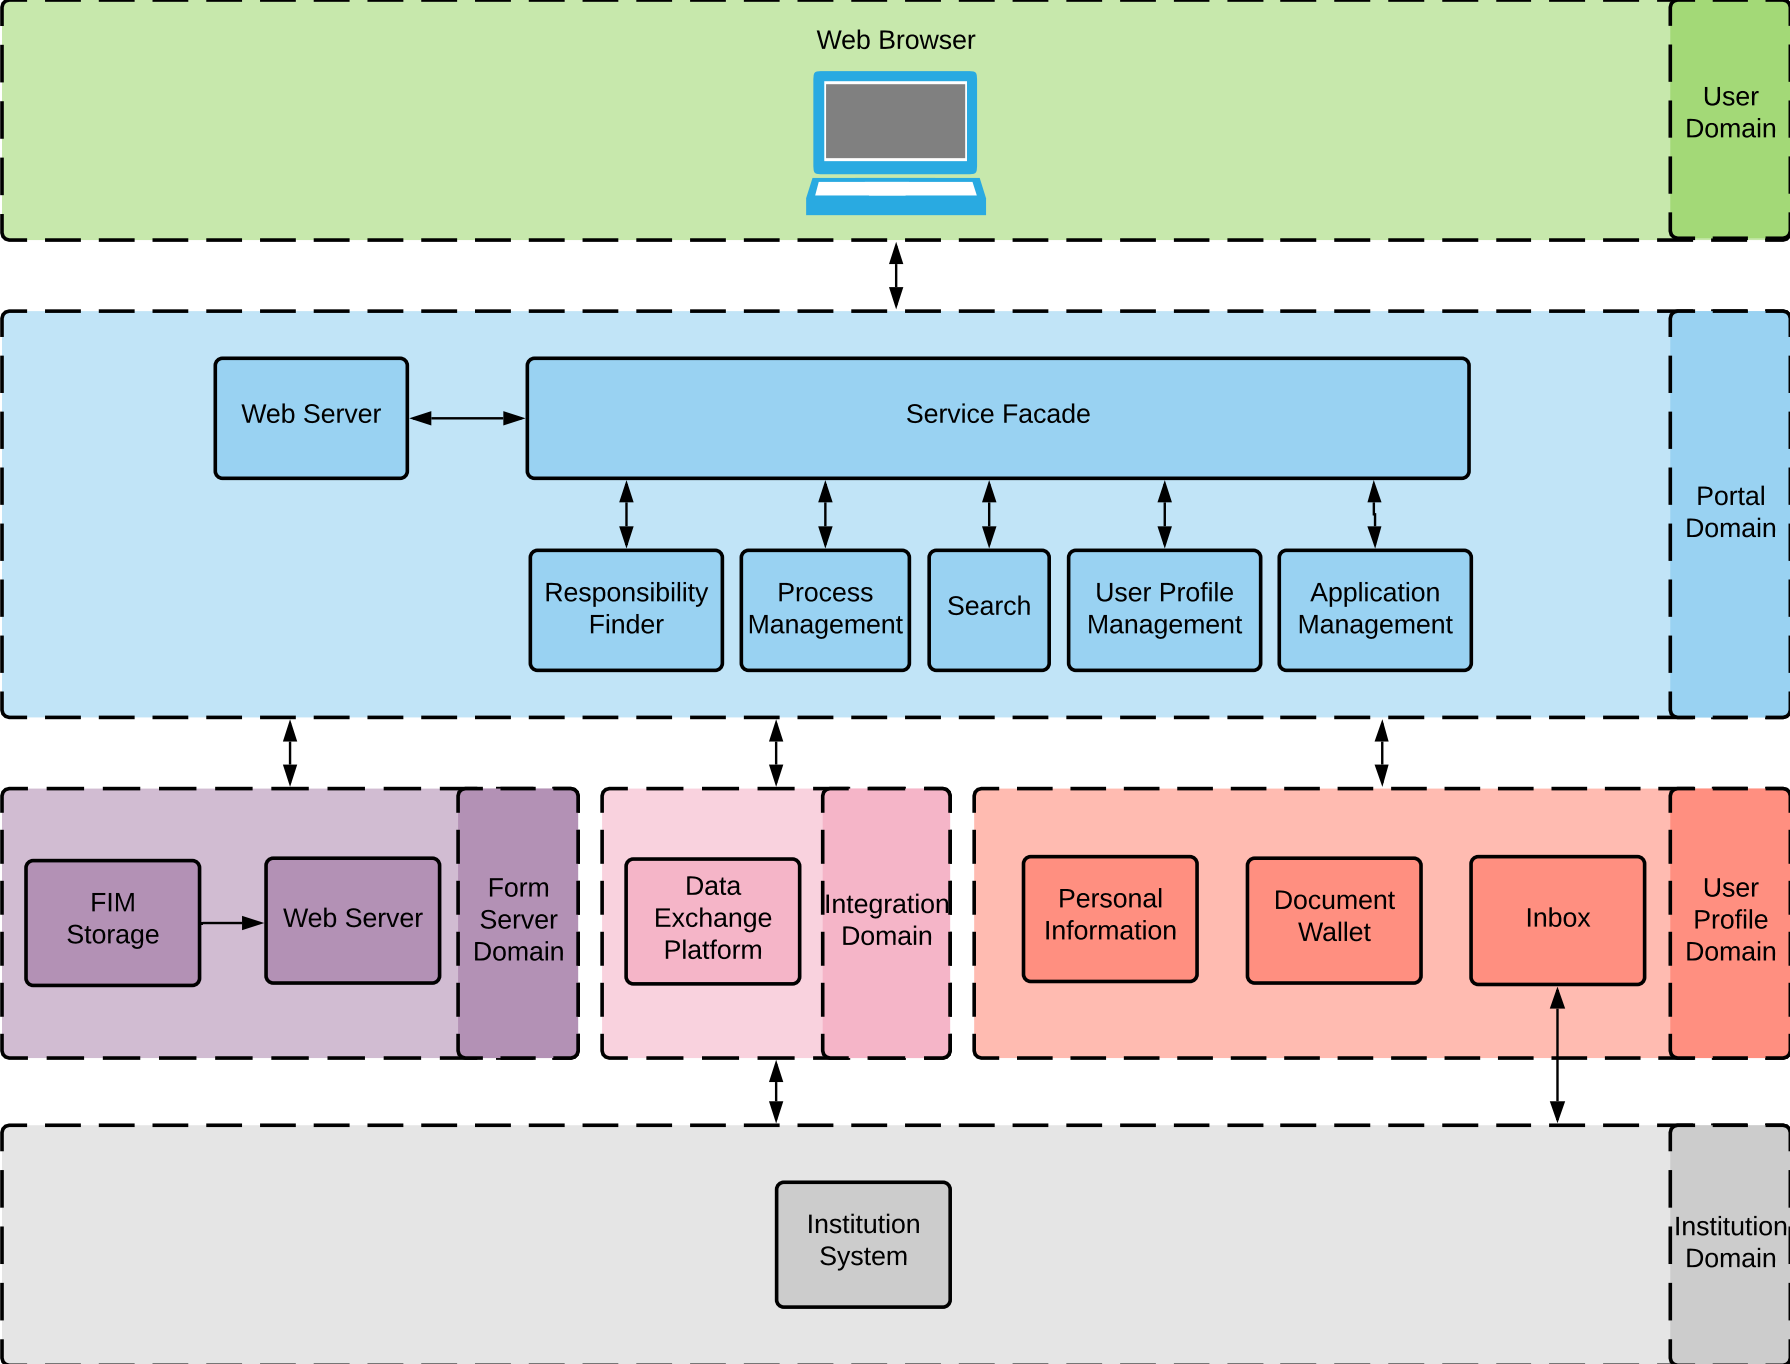 Web Browser
User
Domain
Web Server
Service Facade
Responsibility
Finder
Process
Management
Search
User Profile
Management
Application
Management
Portal
Domain
FIM
Storage
Web Server
Form
Server
Domain
Data
Exchange
Platform
Integration
Domain
Personal
Information
Document
Wallet
Inbox
User
Profile
Domain
Institution
System
Institution
Domain